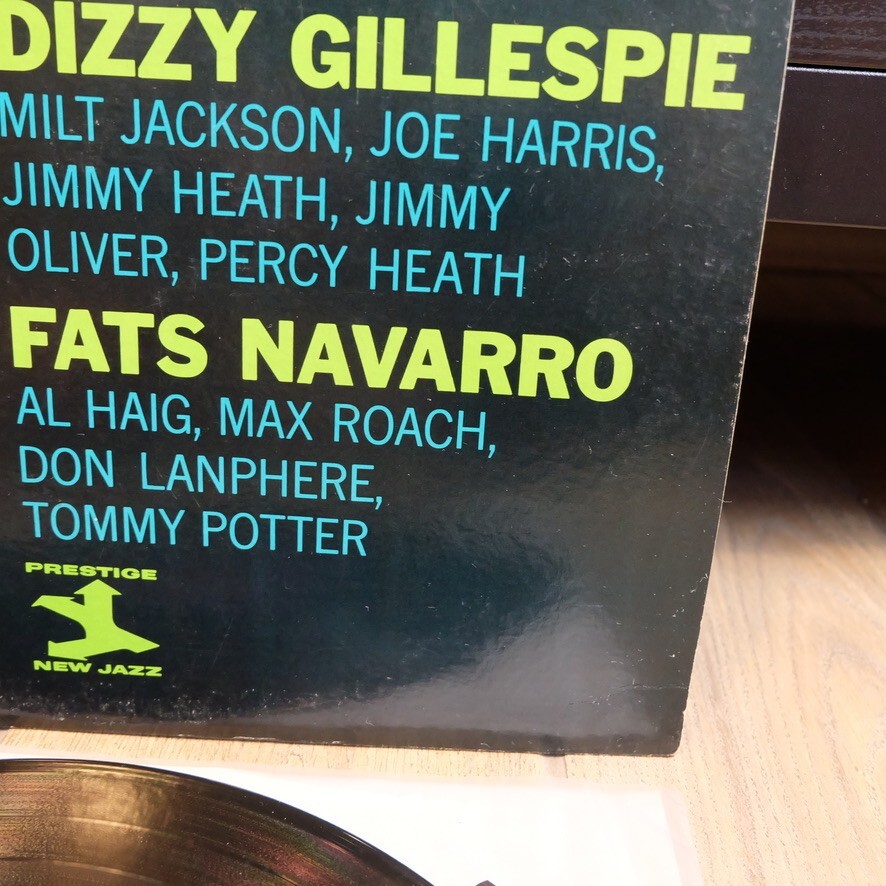 DIZZY GILLESPIE
MILT JACKSON, JOE HARRIS,
JIMMY HEATH, JIMMY
OLIVER, PERCY HEATH
FATS NAVARRO
AL HAIG, MAX ROACH,
DON LANPHERE,
TOMMY POTTER
PRESTIGE
NEW JAZZ